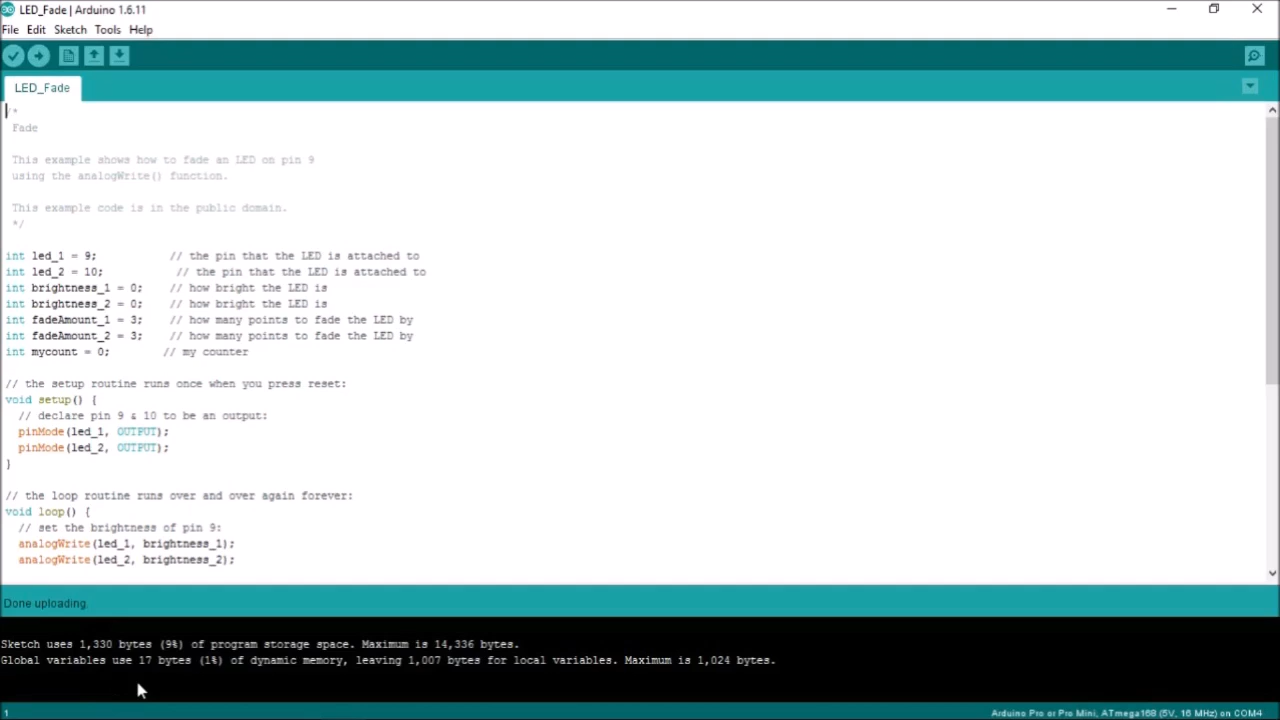 LED_Fade | Arduino 1.6.11
File Edit Sketch Tools Help
LED_Fade
/*
Fade
This example shows how to fade an LED on pin 9
using the analogWrite() function.
This example code is in the public domain.
*/
int led_1 = 9; // the pin that the LED is attached to
int led_2 = 10; // the pin that the LED is attached to
int brightness_1 = 0; // how bright the LED is
int brightness_2 = 0; // how bright the LED is
int fadeAmount_1 = 3; // how many points to fade the LED by
int fadeAmount_2 = 3; // how many points to fade the LED by
int mycount = 0; // my counter
// the setup routine runs once when you press reset:
void setup() {
// declare pin 9 & 10 to be an output:
pinMode(led_1, OUTPUT);
pinMode(led_2, OUTPUT);
}
// the loop routine runs over and over again forever:
void loop() {
// set the brightness of pin 9:
analogWrite(led_1, brightness_1);
analogWrite(led_2, brightness_2);
Done uploading.
Sketch uses 1,330 bytes (9%) of program storage space. Maximum is 14,336 bytes.
Global variables use 17 bytes (1%) of dynamic memory, leaving 1,007 bytes for local variables. Maximum is 1,024 bytes.
1 Arduino Pro or Pro Mini, ATmega168 (5V, 16 MHz) on COM4